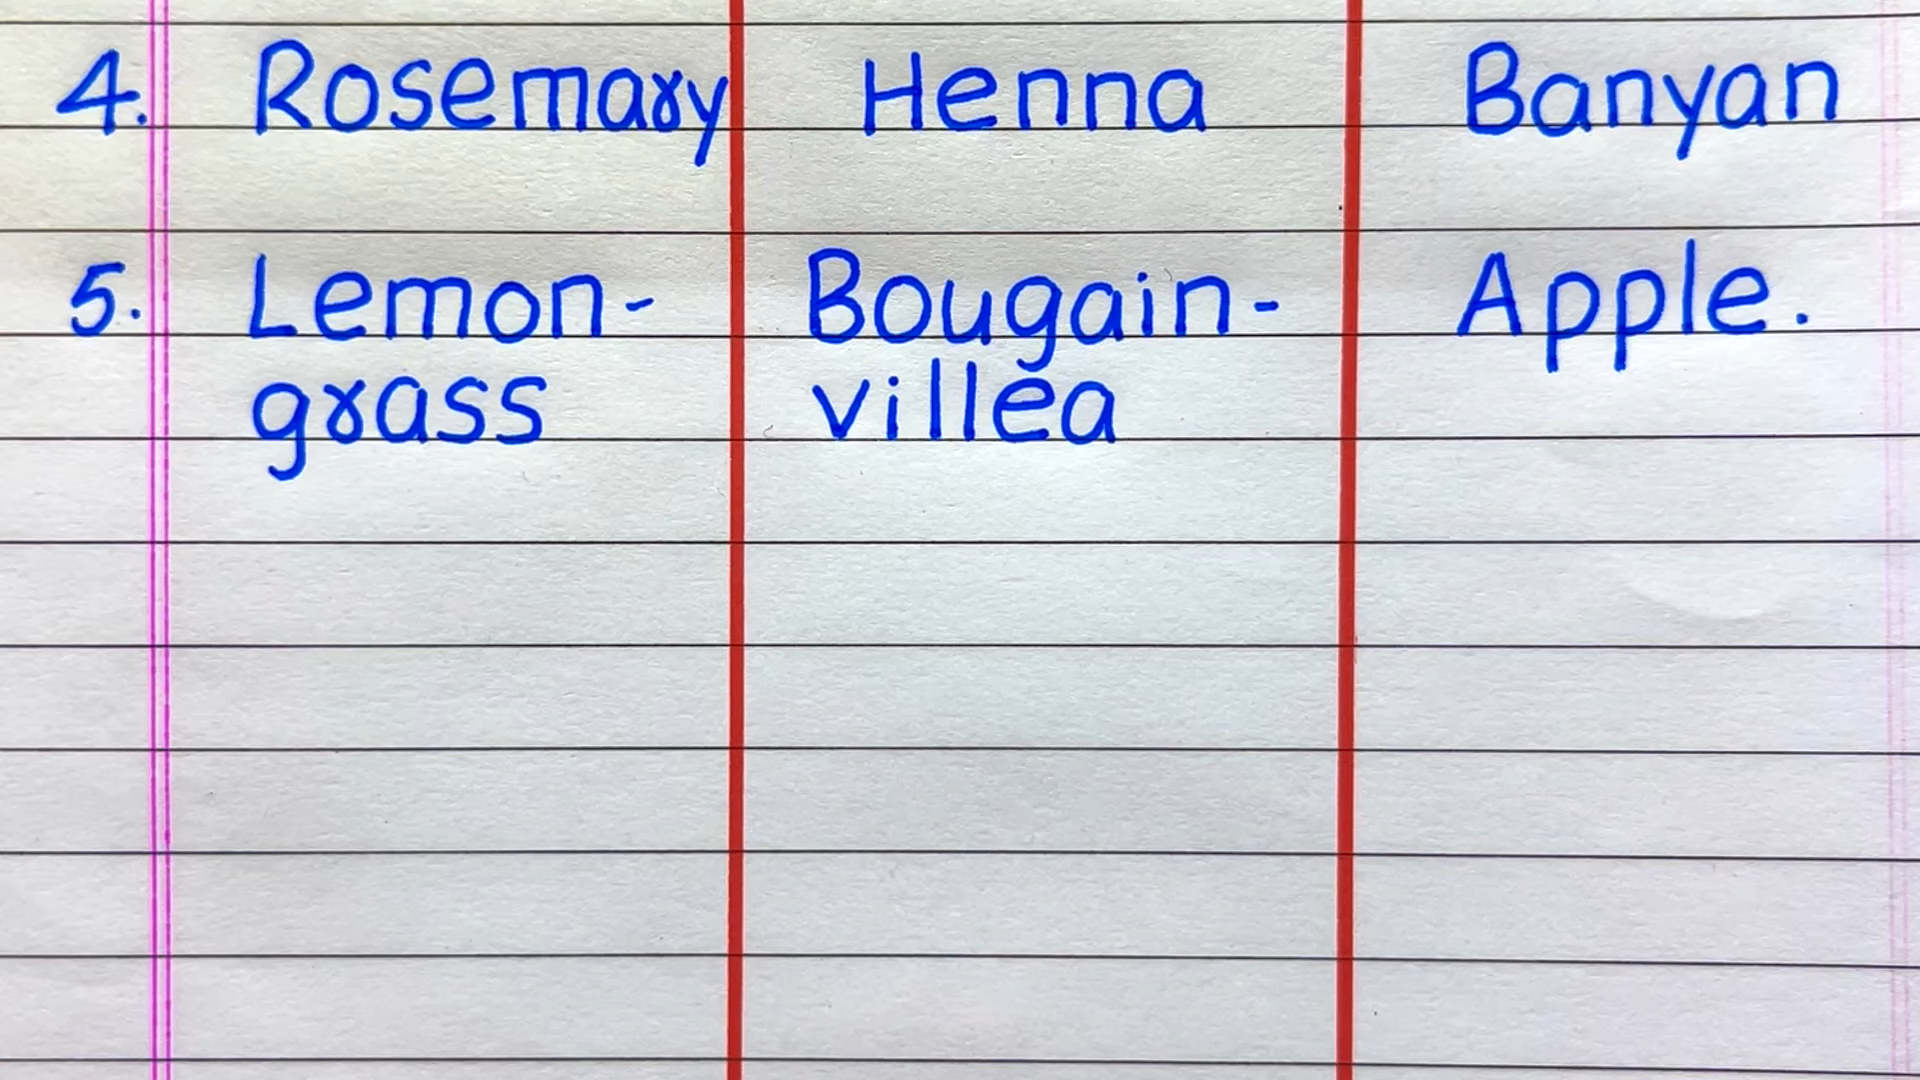 4. Rosemary Henna Banyan
5. Lemon- Bougain- Apple.
grass villea